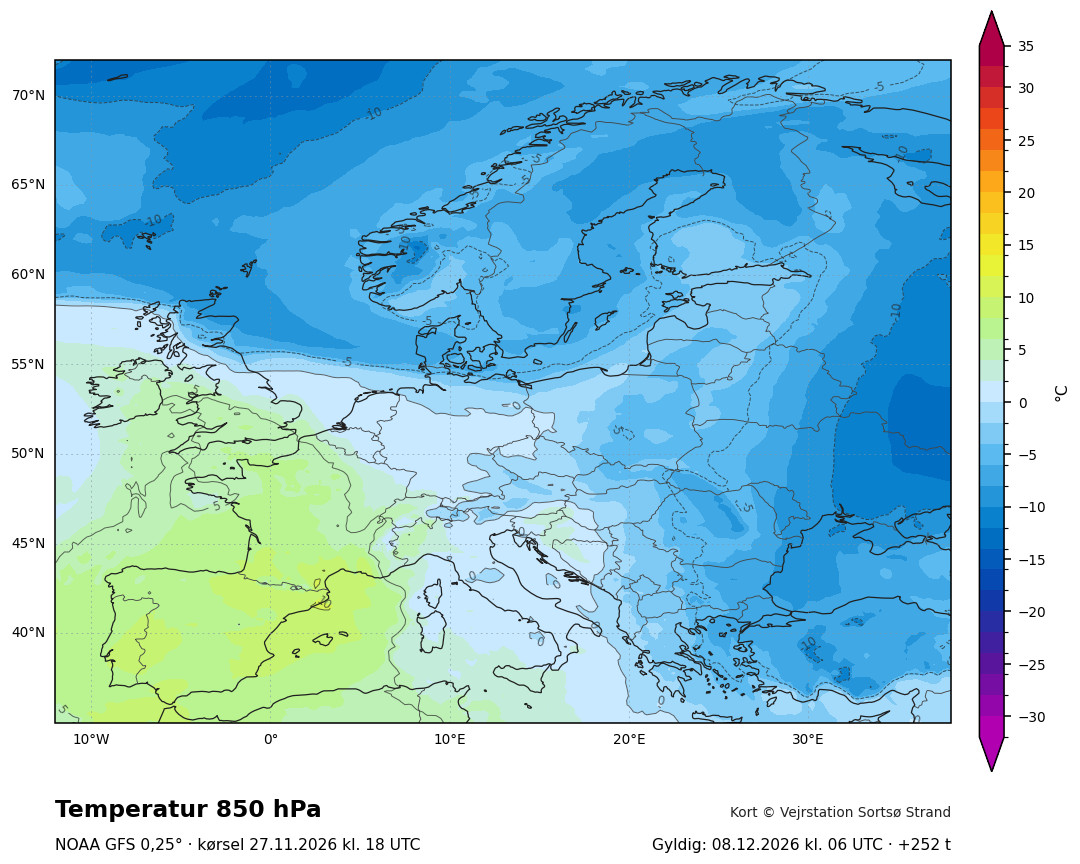 70°N
65°N
60°N
55°N
50°N
45°N
40°N
10°W
0°
10°E
20°E
30°E
35
30
25
20
15
10
5
0
−5
−10
−15
−20
−25
−30
°C
Temperatur 850 hPa
Kort © Vejrstation Sortsø Strand
NOAA GFS 0,25° · kørsel 27.11.2026 kl. 18 UTC
Gyldig: 08.12.2026 kl. 06 UTC · +252 t